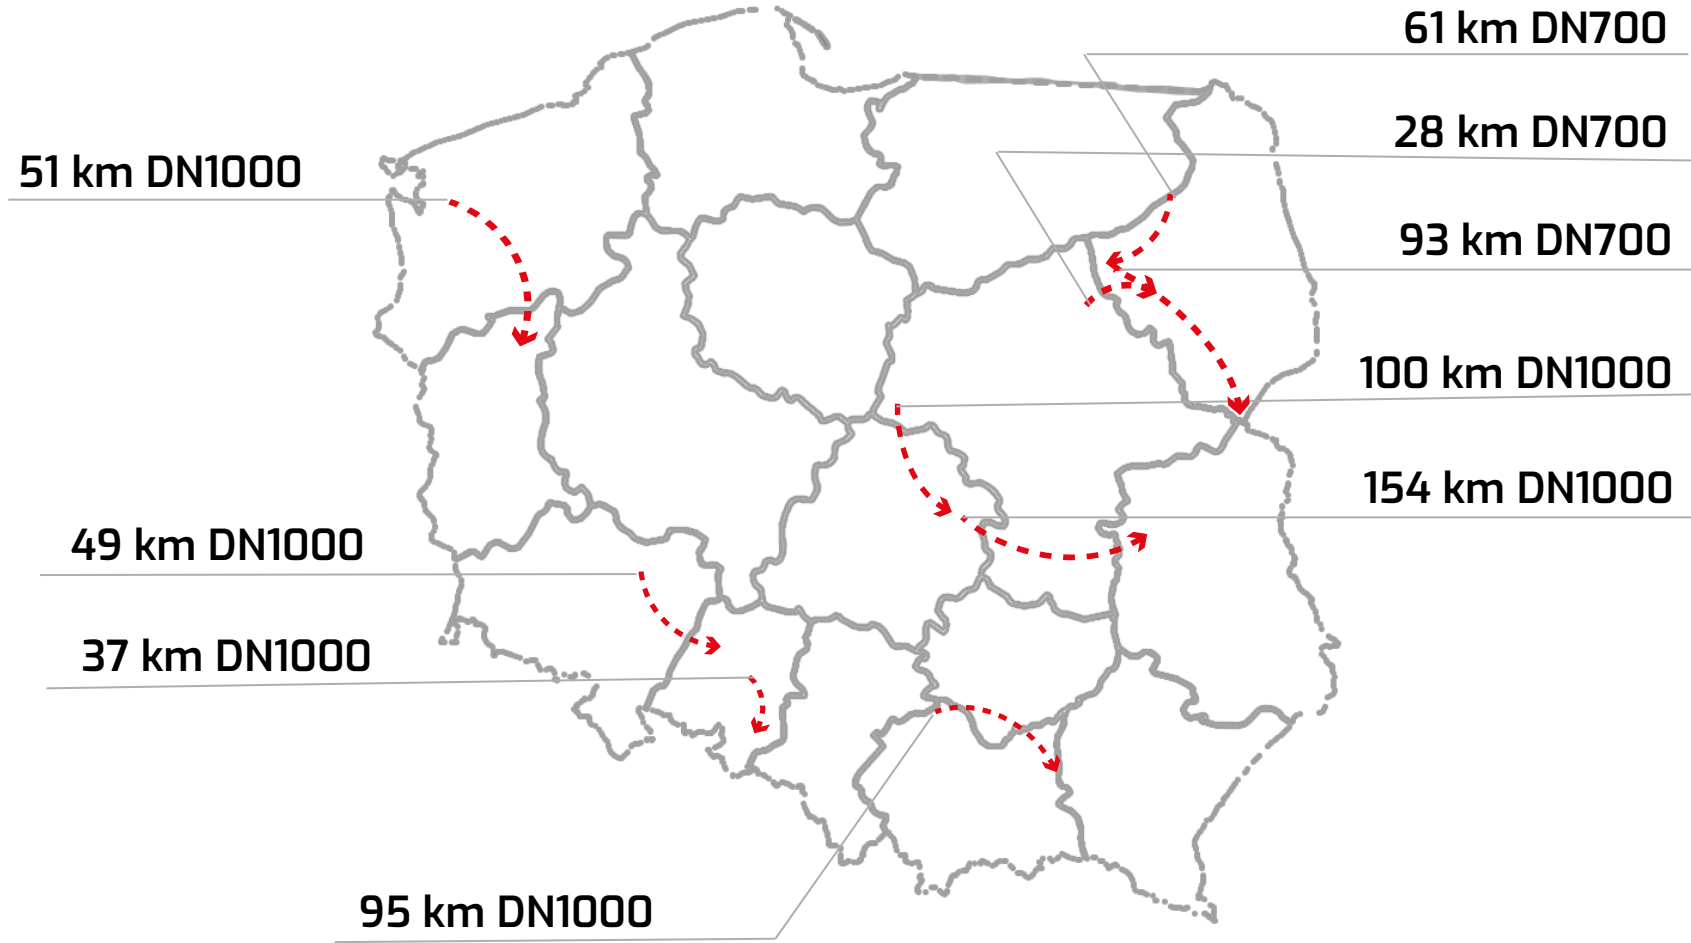 61 km DN700
28 km DN700
51 km DN1000
93 km DN700
100 km DN1000
154 km DN1000
49 km DN1000
37 km DN1000
95 km DN1000